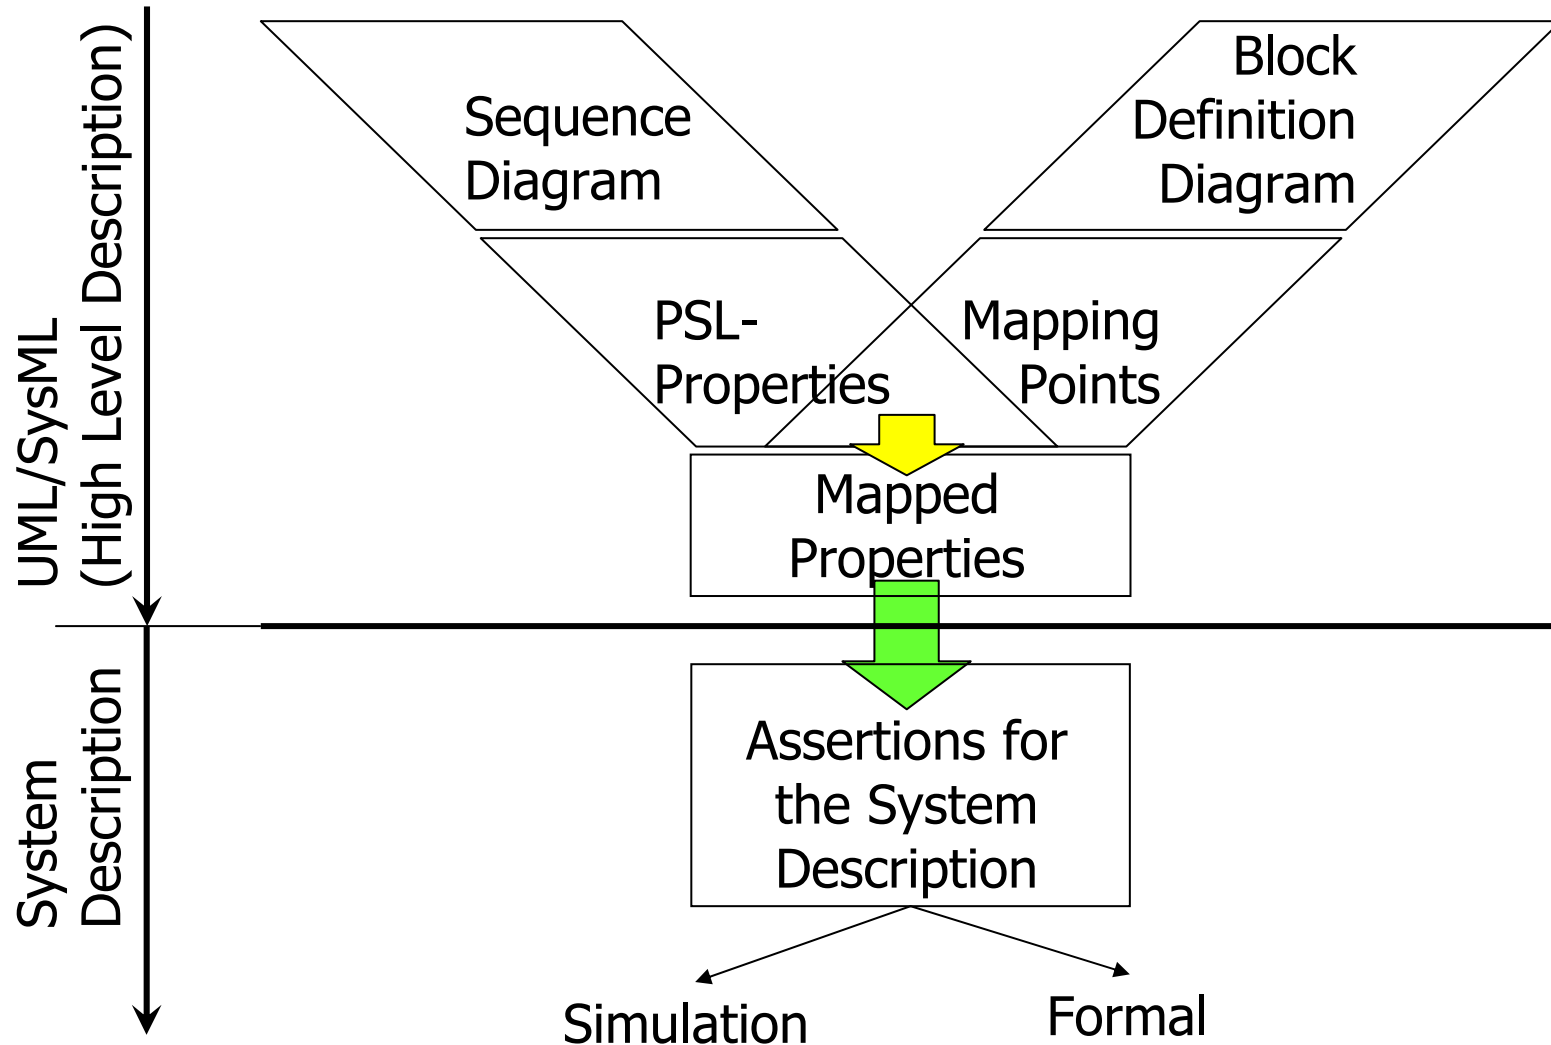 UML/SysML
(High Level Description)
Sequence
Diagram
Block
Definition
Diagram
PSL-
Properties
Mapping
Points
Mapped
Properties
System
Description
Assertions for
the System
Description
Simulation
Formal